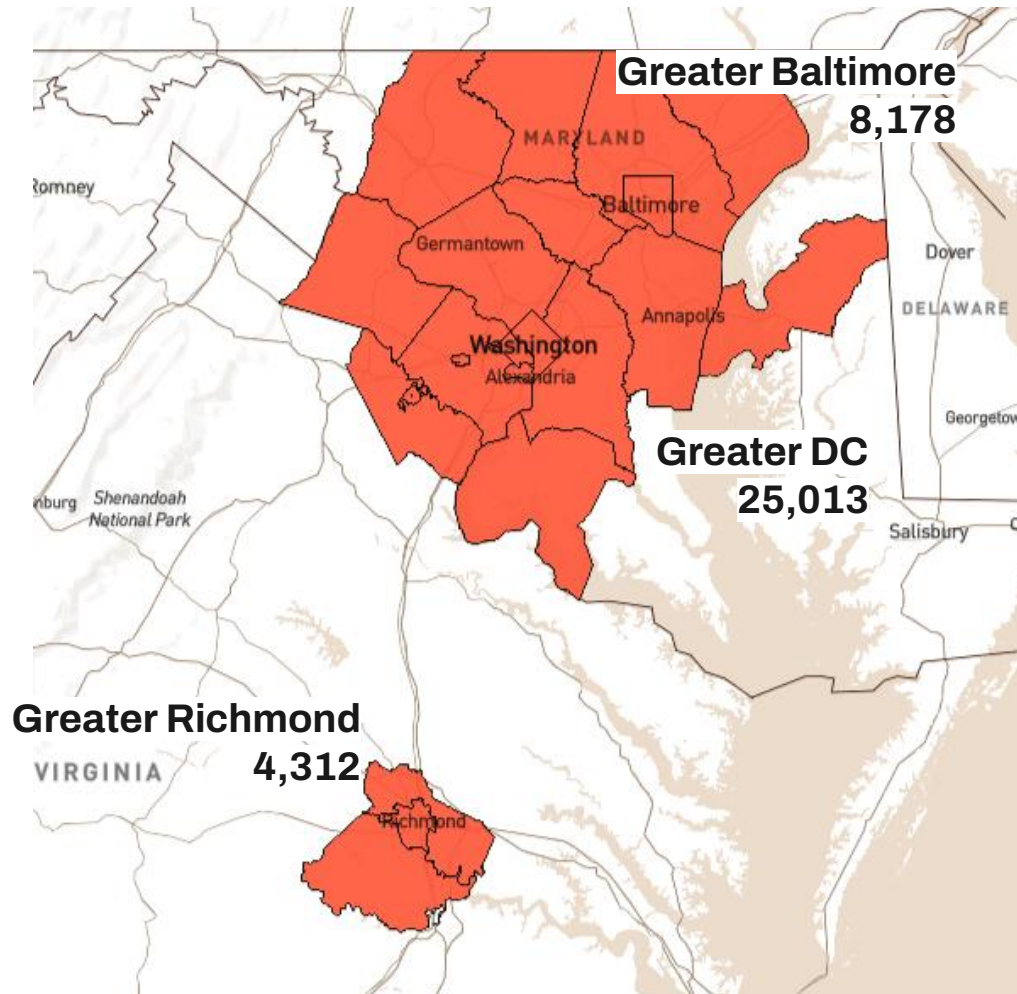 Greater Baltimore
8,178
MARYLAND
Romney
Baltimore
Germantown
Dover
DELAWARE
Annapolis
Washington
Alexandria
Greater DC
25,013
Shenandoah
National Park
Salisbury
Greater Richmond
4,312
VIRGINIA
Richmond